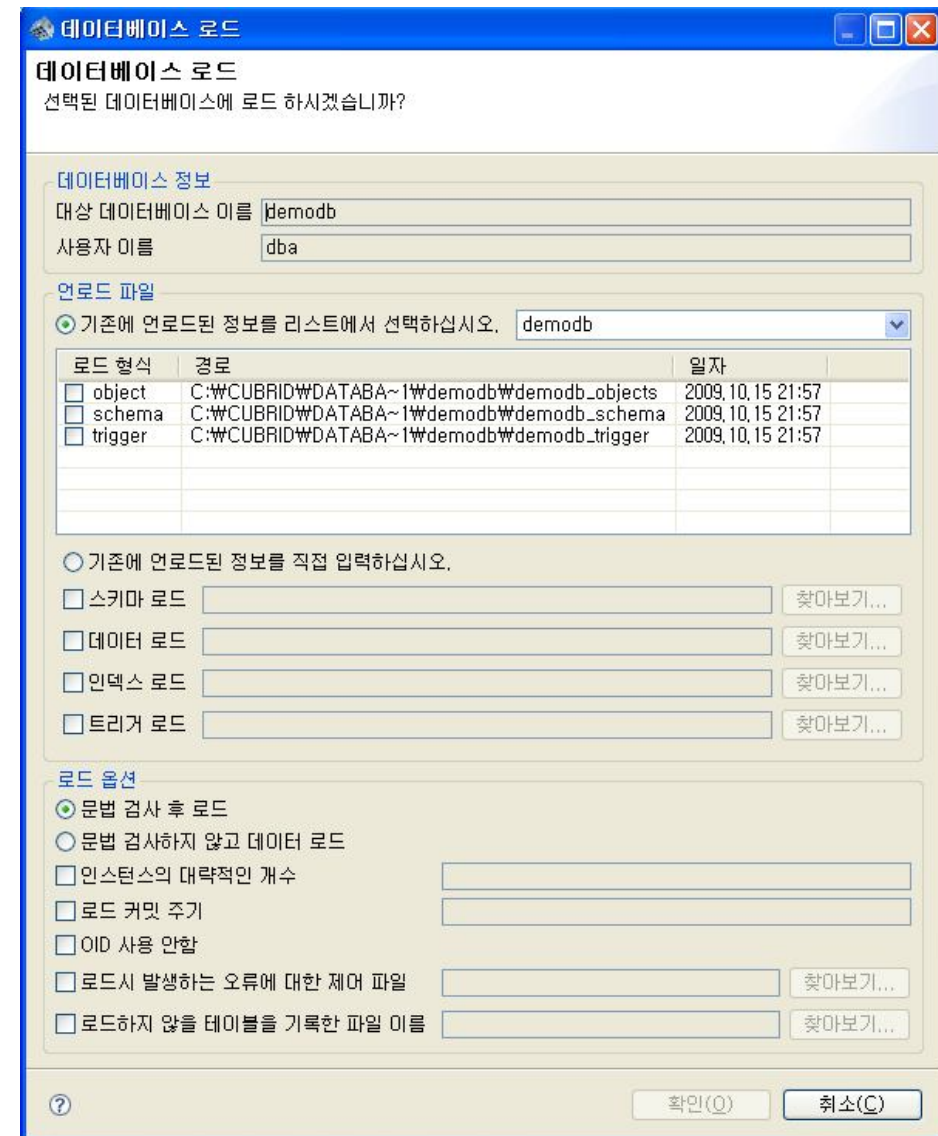 데이터베이스 로드
데이터베이스 로드
선택된 데이터베이스에 로드 하시겠습니까?
데이터베이스 정보
대상 데이터베이스 이름 demodb
사용자 이름 dba
언로드 파일
기존에 언로드된 정보를 리스트에서 선택하십시오. demodb
로드 형식 경로 일자
object C:₩CUBRID₩DATABA~1₩demodb₩demodb_objects 2009.10.15 21:57
schema C:₩CUBRID₩DATABA~1₩demodb₩demodb_schema 2009.10.15 21:57
trigger C:₩CUBRID₩DATABA~1₩demodb₩demodb_trigger 2009.10.15 21:57
기존에 언로드된 정보를 직접 입력하십시오.
스키마 로드 찾아보기...
데이터 로드 찾아보기...
인덱스 로드 찾아보기...
트리거 로드 찾아보기...
로드 옵션
문법 검사 후 로드
문법 검사하지 않고 데이터 로드
인스턴스의 대략적인 개수
로드 커밋 주기
OID 사용 안함
로드시 발생하는 오류에 대한 제어 파일 찾아보기...
로드하지 않을 테이블을 기록한 파일 이름 찾아보기...
확인(O) 취소(C)